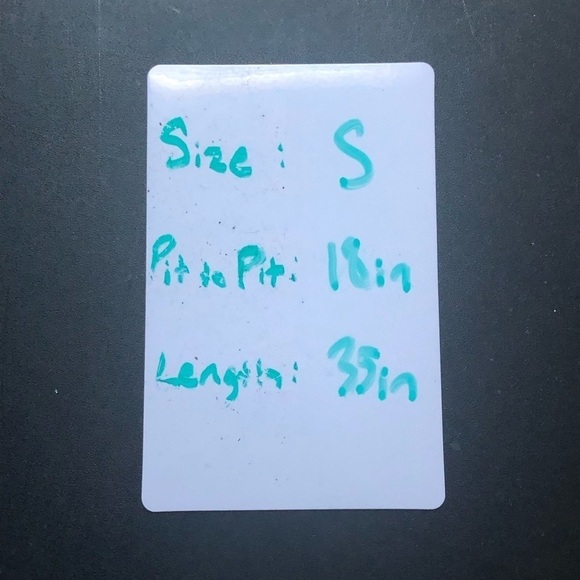 Size : S
Pit to Pit: 18in
Length: 35in